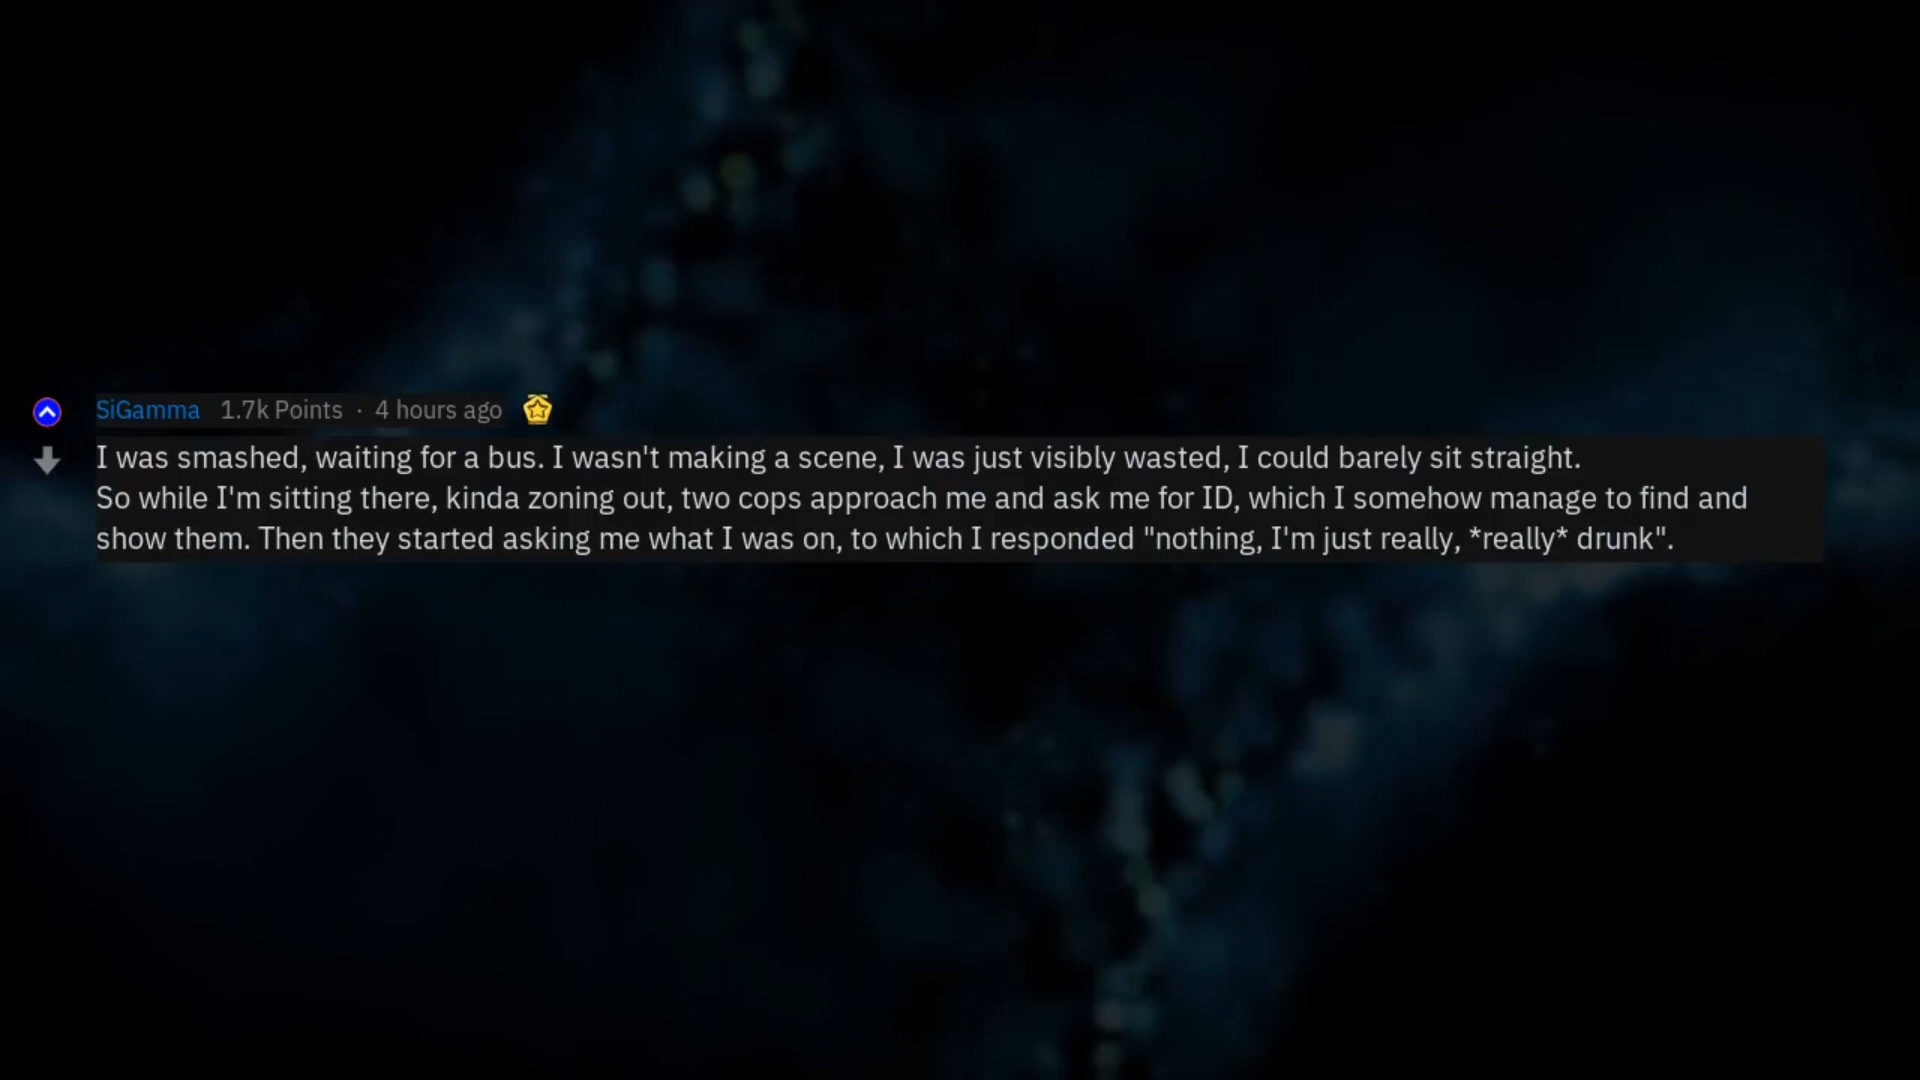 SiGamma 1.7k Points · 4 hours ago
I was smashed, waiting for a bus. I wasn't making a scene, I was just visibly wasted, I could barely sit straight.
So while I'm sitting there, kinda zoning out, two cops approach me and ask me for ID, which I somehow manage to find and
show them. Then they started asking me what I was on, to which I responded "nothing, I'm just really, *really* drunk".